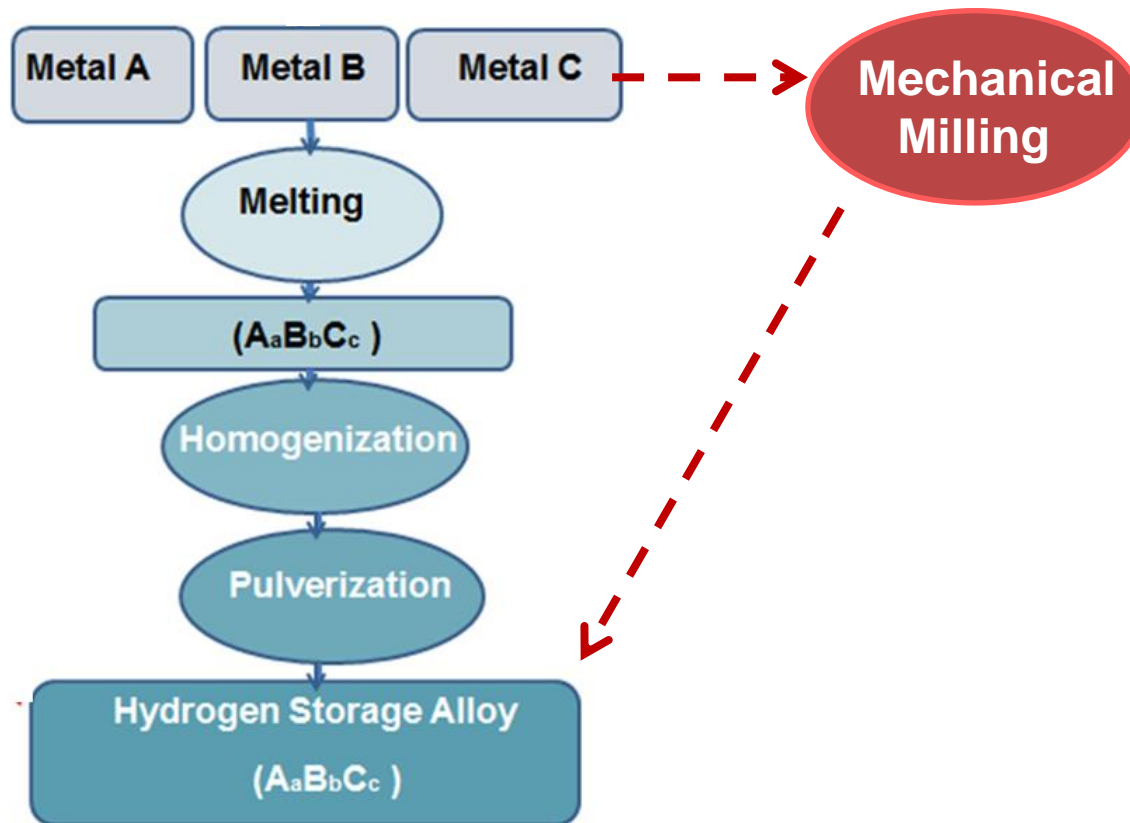 Metal A
Metal B
Metal C
Mechanical
Milling
Melting
(AaBbCc )
Homogenization
Pulverization
Hydrogen Storage Alloy
(AaBbCc )